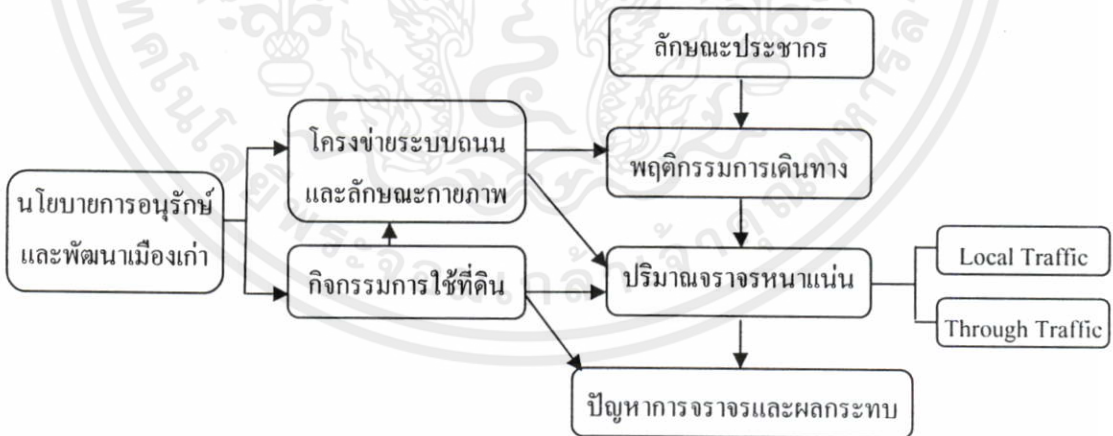 ลักษณะประชากร
โครงข่ายระบบถนน
และลักษณะกายภาพ
พฤติกรรมการเดินทาง
นโยบายการอนุรักษ์
และพัฒนาเมืองเก่า
กิจกรรมการใช้ที่ดิน
ปริมาณจราจรหนาแน่น
Local Traffic
Through Traffic
ปัญหาการจราจรและผลกระทบ